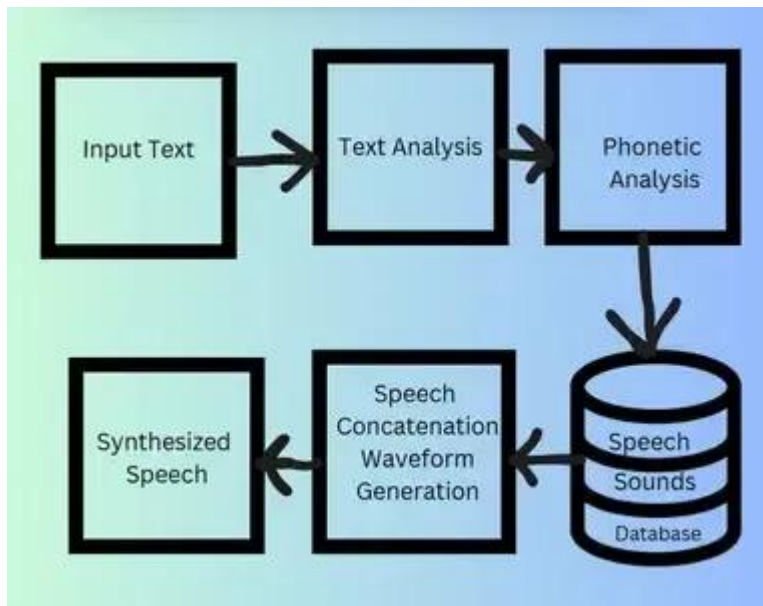 Input Text
Text Analysis
Phonetic
Analysis
Speech
Sounds
Database
Speech
Concatenation
Waveform
Generation
Synthesized
Speech